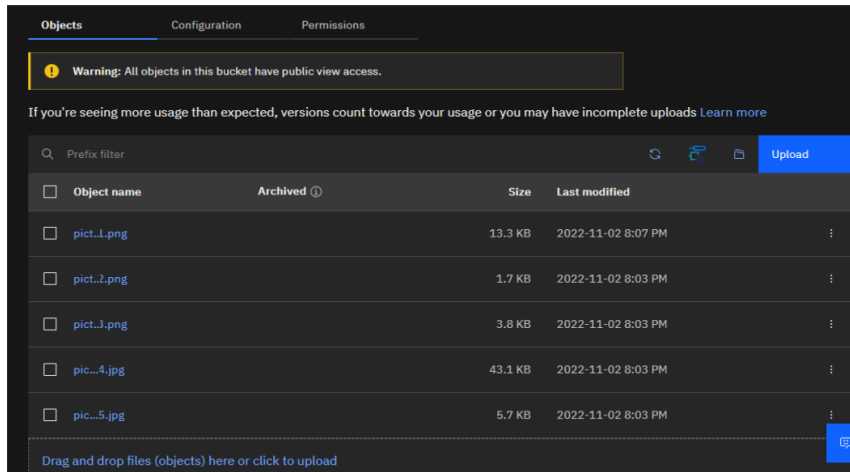 Objects Configuration Permissions
Warning: All objects in this bucket have public view access.
If you're seeing more usage than expected, versions count towards your usage or you may have incomplete uploads Learn more
Prefix filter Upload
Object name Archived Size Last modified
pict..1.png 13.3 KB 2022-11-02 8:07 PM
pict..2.png 1.7 KB 2022-11-02 8:03 PM
pict..3.png 3.8 KB 2022-11-02 8:03 PM
pic...4.jpg 43.1 KB 2022-11-02 8:03 PM
pic...5.jpg 5.7 KB 2022-11-02 8:03 PM
Drag and drop files (objects) here or click to upload